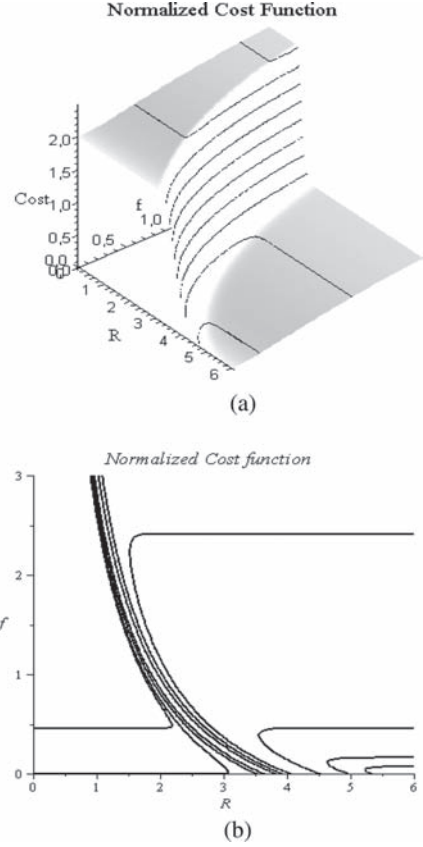 Normalized Cost Function
2,0
1,5
Cost 1,0
f
1,0
0,5
0,5
0,0
1
2
3
R
4
5
6
(a)
Normalized Cost function
3
2
f
1
0
0 1 2 3 4 5 6
R
(b)